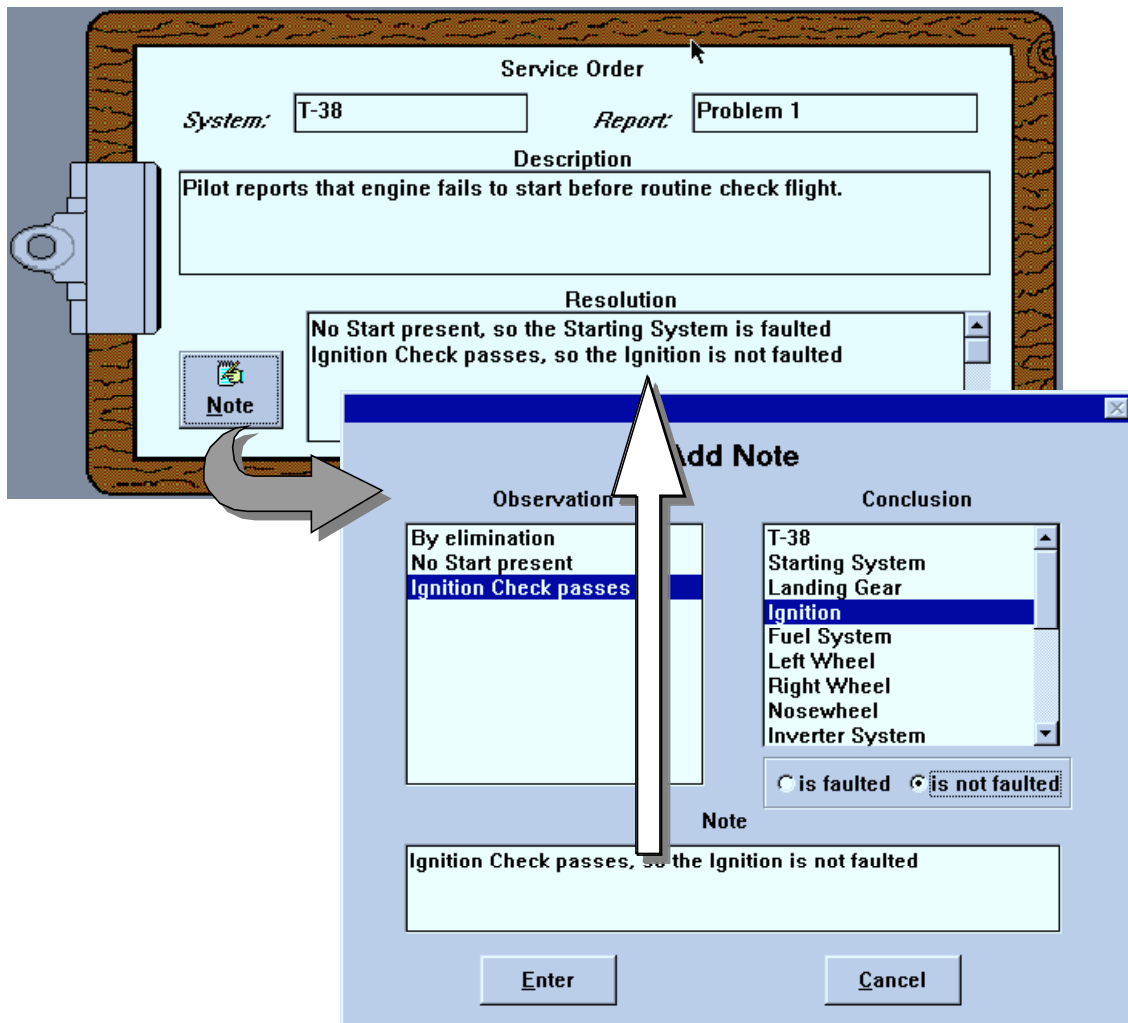 Service Order
System: T-38 Report: Problem 1
Description
Pilot reports that engine fails to start before routine check flight.
Resolution
No Start present, so the Starting System is faulted
Ignition Check passes, so the Ignition is not faulted
Note
dd Note
Observation
By elimination
No Start present
Ignition Check passes
Conclusion
T-38
Starting System
Landing Gear
Ignition
Fuel System
Left Wheel
Right Wheel
Nosewheel
Inverter System
is faulted is not faulted
Note
Ignition Check passes, so the Ignition is not faulted
Enter Cancel